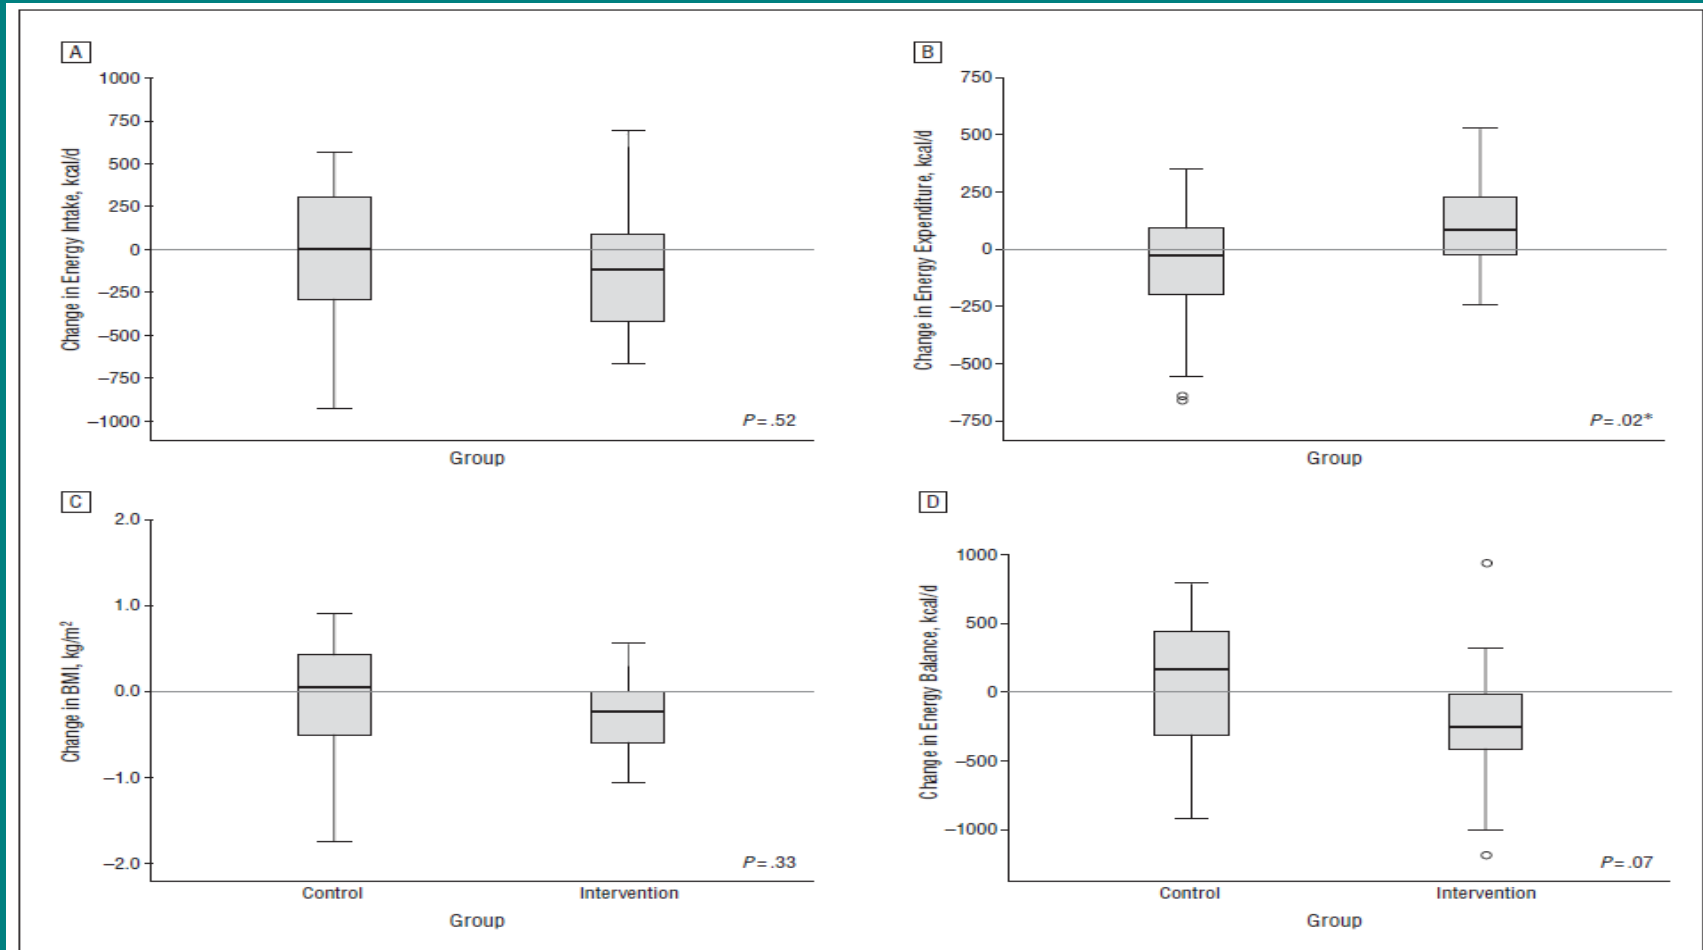 A
1000
750
500
250
0
−250
−500
−750
−1000
Change in Energy Intake, kcal/d
P=.52
Group
B
750
500
250
0
−250
−500
−750
Change in Energy Expenditure, kcal/d
P=.02*
Group
C
2.0
1.0
0.0
−1.0
−2.0
Change in BMI, kg/m²
P=.33
Control Intervention
Group
D
1000
500
0
−500
−1000
Change in Energy Balance, kcal/d
P=.07
Control Intervention
Group